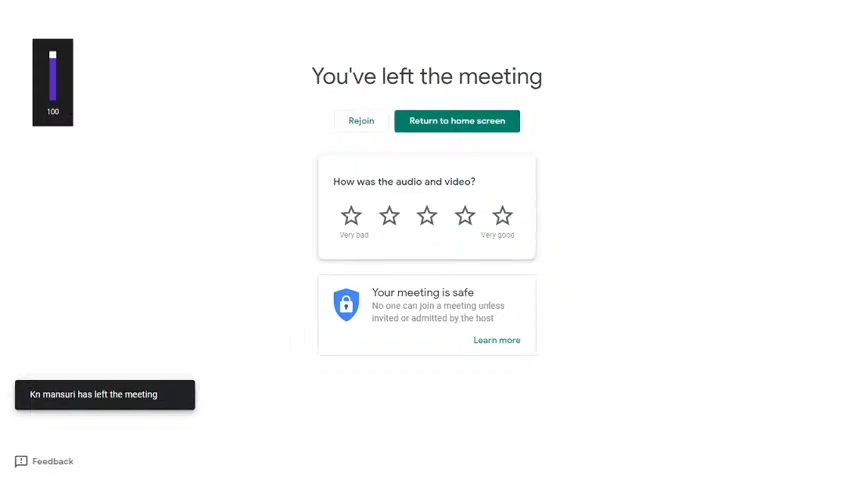 100
You've left the meeting
Rejoin
Return to home screen
How was the audio and video?
Very bad
Very good
Your meeting is safe
No one can join a meeting unless
invited or admitted by the host
Learn more
Kn mansuri has left the meeting
Feedback